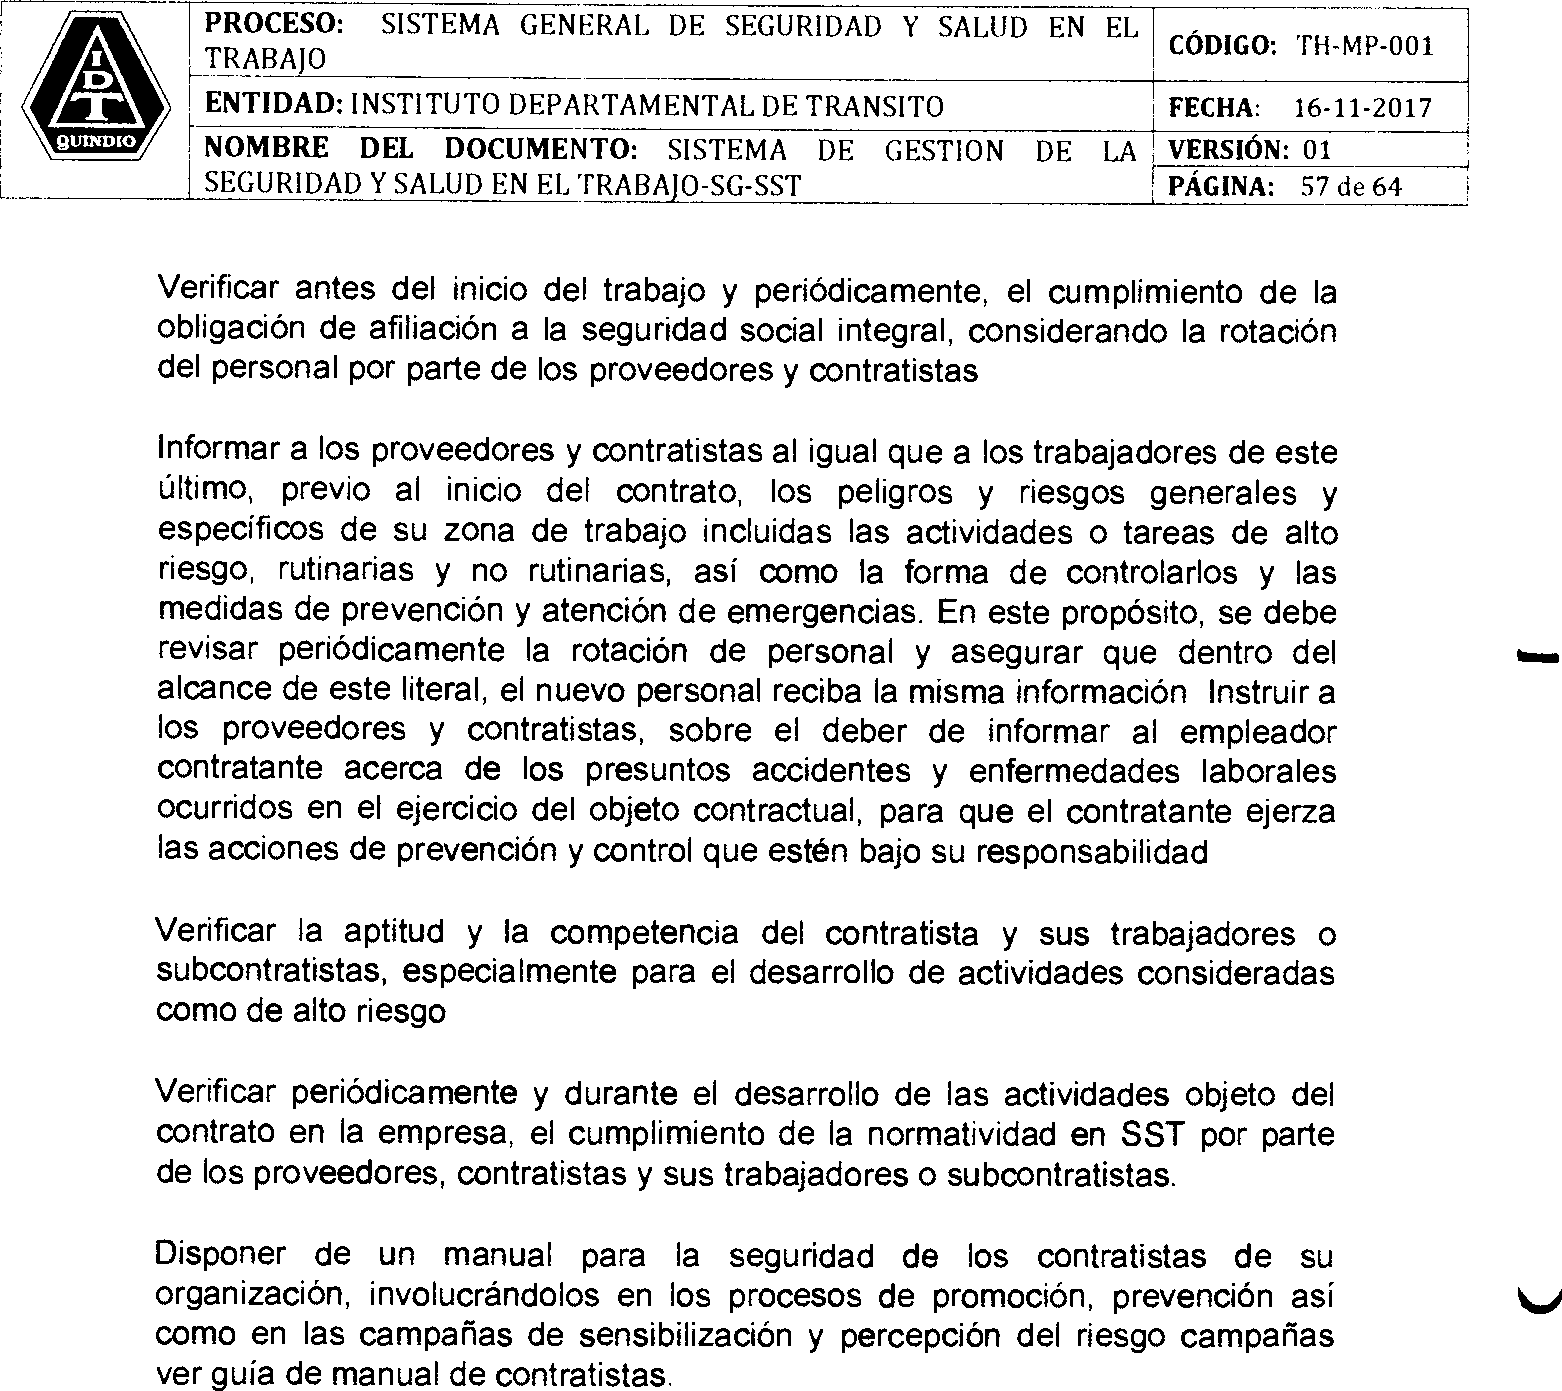 IDT
QUINDIO
PROCESO: SISTEMA GENERAL DE SEGURIDAD Y SALUD EN EL
TRABAJO
CÓDIGO: TH-MP-001
ENTIDAD: INSTITUTO DEPARTAMENTAL DE TRANSITO
FECHA: 16-11-2017
NOMBRE DEL DOCUMENTO: SISTEMA DE GESTION DE LA
SEGURIDAD Y SALUD EN EL TRABAJO-SG-SST
VERSIÓN: 01
PÁGINA: 57 de 64
Verificar antes del inicio del trabajo y periódicamente, el cumplimiento de la
obligación de afiliación a la seguridad social integral, considerando la rotación
del personal por parte de los proveedores y contratistas
Informar a los proveedores y contratistas al igual que a los trabajadores de este
último, previo al inicio del contrato, los peligros y riesgos generales y
específicos de su zona de trabajo incluidas las actividades o tareas de alto
riesgo, rutinarias y no rutinarias, así como la forma de controlarlos y las
medidas de prevención y atención de emergencias. En este propósito, se debe
revisar periódicamente la rotación de personal y asegurar que dentro del
alcance de este literal, el nuevo personal reciba la misma información Instruir a
los proveedores y contratistas, sobre el deber de informar al empleador
contratante acerca de los presuntos accidentes y enfermedades laborales
ocurridos en el ejercicio del objeto contractual, para que el contratante ejerza
las acciones de prevención y control que estén bajo su responsabilidad
Verificar la aptitud y la competencia del contratista y sus trabajadores o
subcontratistas, especialmente para el desarrollo de actividades consideradas
como de alto riesgo
Verificar periódicamente y durante el desarrollo de las actividades objeto del
contrato en la empresa, el cumplimiento de la normatividad en SST por parte
de los proveedores, contratistas y sus trabajadores o subcontratistas.
Disponer de un manual para la seguridad de los contratistas de su
organización, involucrándolos en los procesos de promoción, prevención así
como en las campañas de sensibilización y percepción del riesgo campañas
ver guía de manual de contratistas.